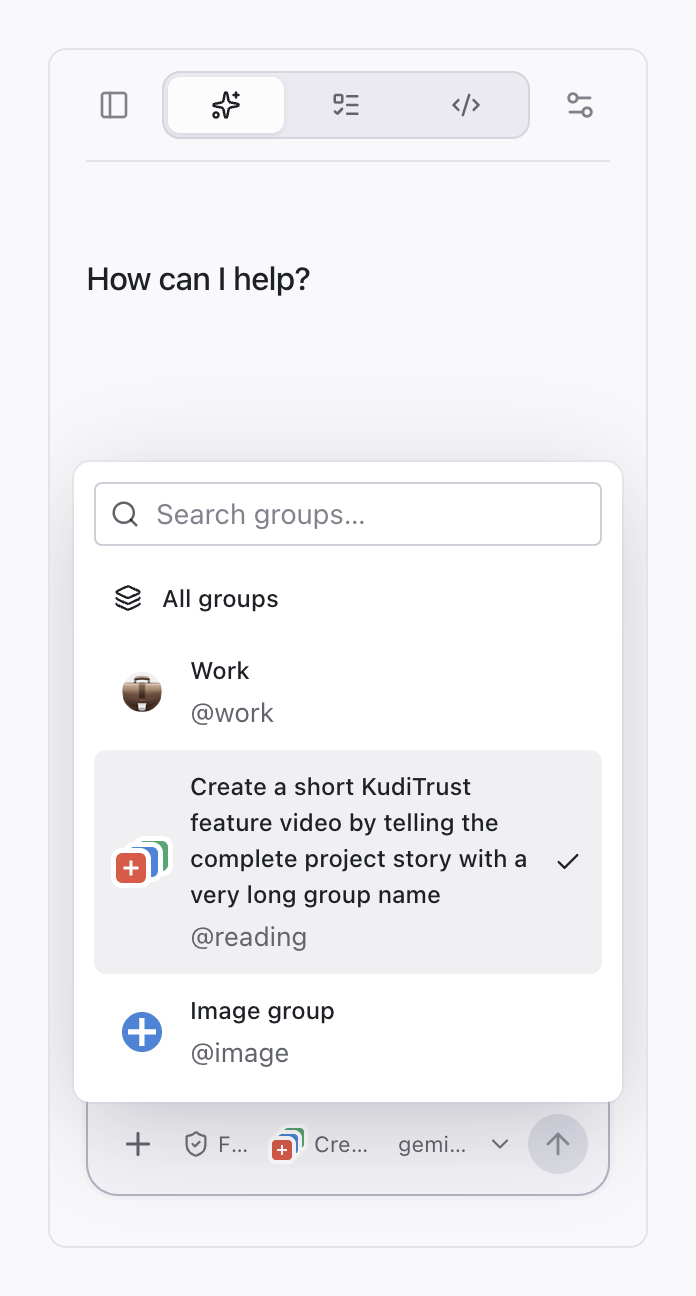 How can I help?
Search groups...
All groups
Work
@work
Create a short KudiTrust
feature video by telling the
complete project story with a
very long group name
@reading
Image group
@image
F... Cre... gemi...